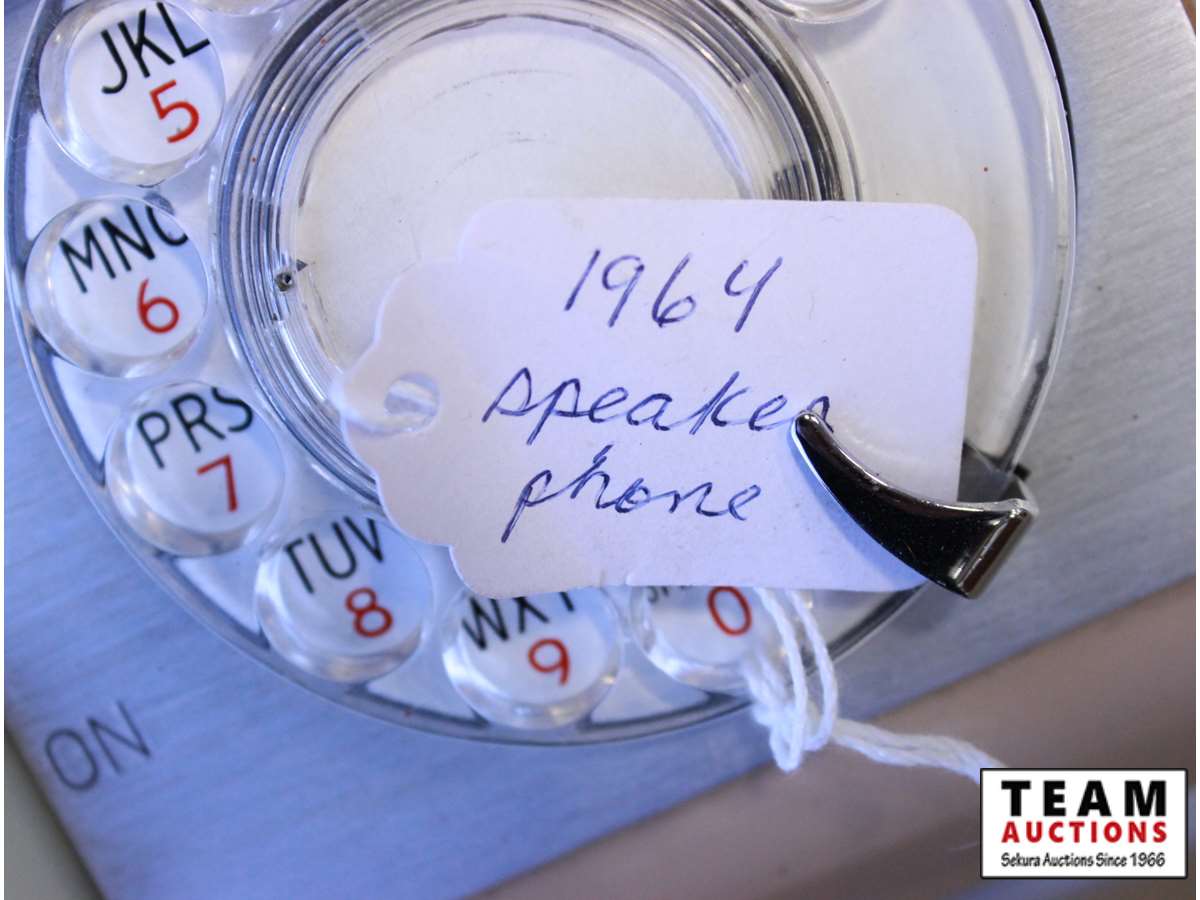 JKL
5
MNO
6
PRS
7
TUV
8
WXY
9
0
1964
speaker
phone
ON
TEAM
AUCTIONS
Sekura Auctions Since 1966